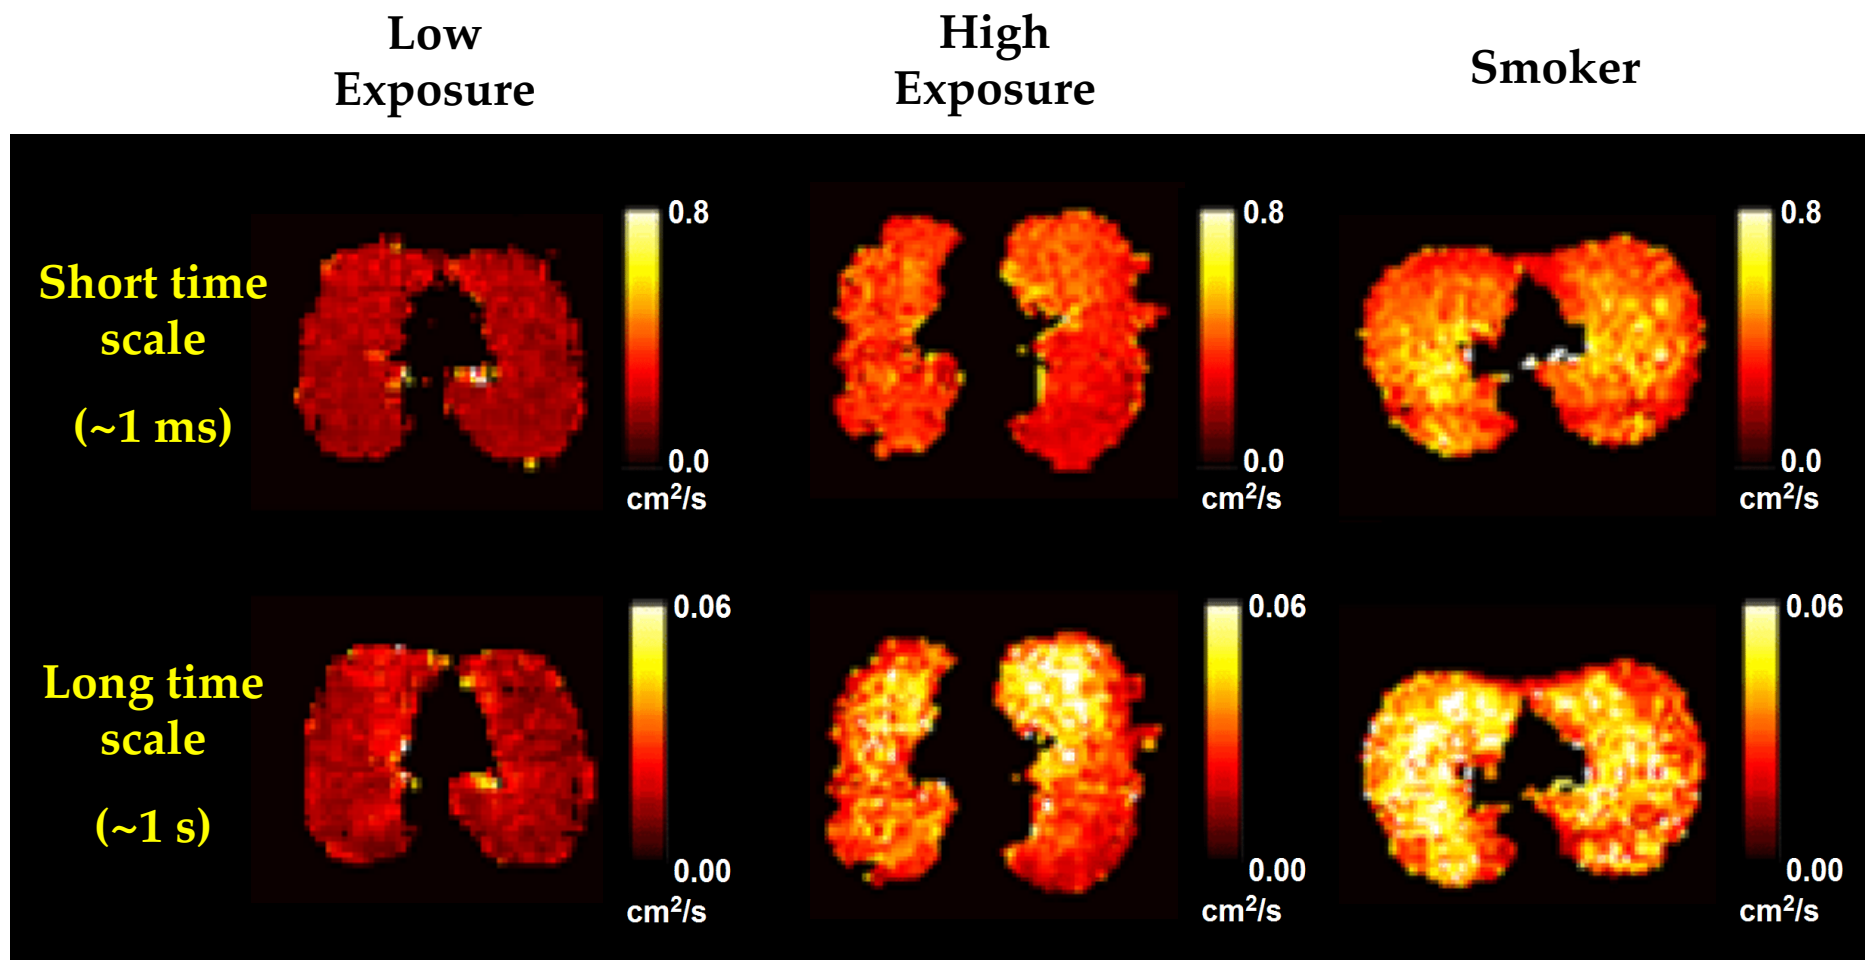 Low
Exposure
High
Exposure
Smoker
Short time
scale
(~1 ms)
0.8
0.0
cm²/s
0.8
0.0
cm²/s
0.8
0.0
cm²/s
Long time
scale
(~1 s)
0.06
0.00
cm²/s
0.06
0.00
cm²/s
0.06
0.00
cm²/s